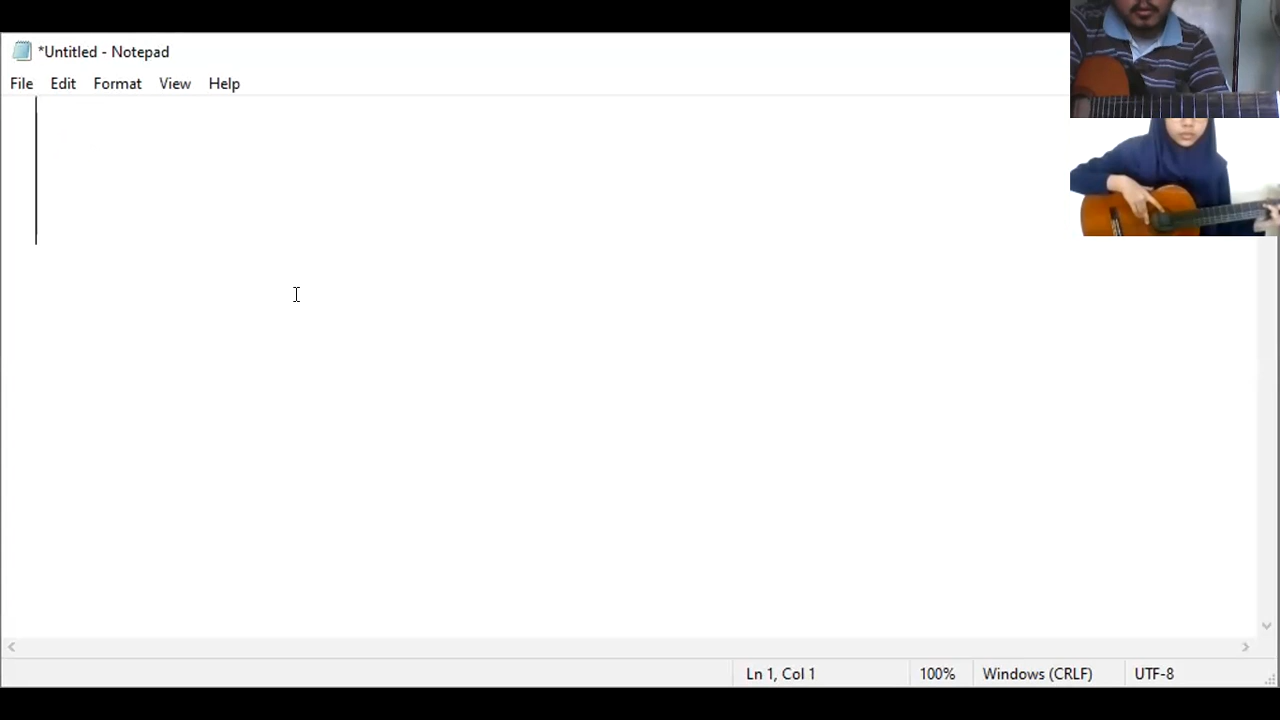 *Untitled - Notepad
File Edit Format View Help
Ln 1, Col 1 100% Windows (CRLF) UTF-8